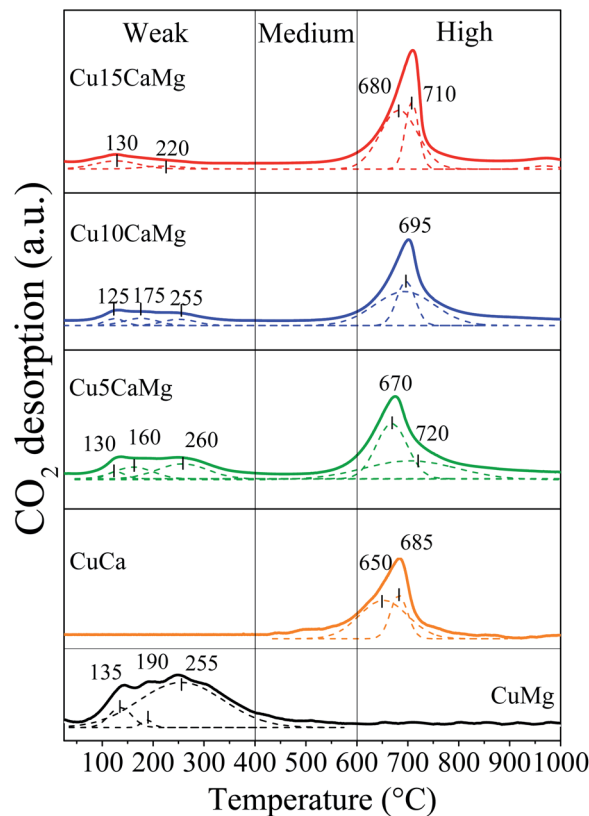 Weak Medium High
Cu15CaMg
680 710
130 220
Cu10CaMg
695
125 175 255
Cu5CaMg
670
720
130 160 260
CuCa
650 685
135 190 255
CuMg
CO₂ desorption (a.u.)
100 200 300 400 500 600 700 800 900 1000
Temperature (°C)